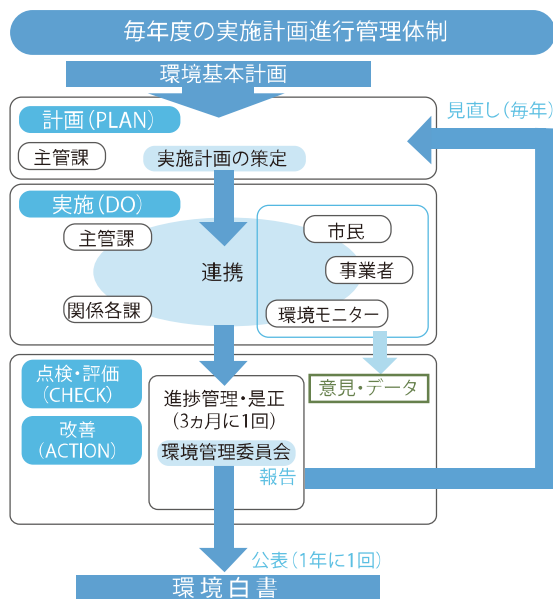 毎年度の実施計画進行管理体制
環境基本計画
計画(PLAN)
見直し(毎年)
主管課
実施計画の策定
実施(DO)
主管課
市民
連携
事業者
関係各課
環境モニター
点検・評価
(CHECK)
意見・データ
進捗管理・是正
(3ヵ月に1回)
改善
(ACTION)
環境管理委員会
報告
公表(1年に1回)
環境白書